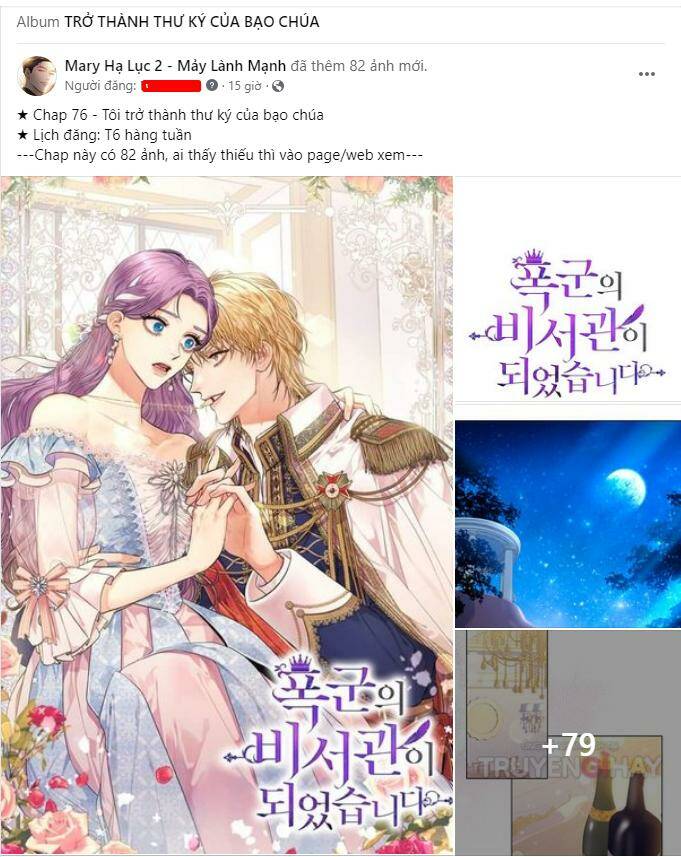 Album TRỞ THÀNH THƯ KÝ CỦA BẠO CHÚA
Mary Hạ Lục 2 - Mảy Lành Mạnh đã thêm 82 ảnh mới.
Người đăng: · 15 giờ ·
★ Chap 76 - Tôi trở thành thư ký của bạo chúa
★ Lịch đăng: T6 hàng tuần
---Chap này có 82 ảnh, ai thấy thiếu thì vào page/web xem---
폭군의
비서관이
되었습니다
폭군의
비서관이
되었습니다
+79
TRUYENGIHAY